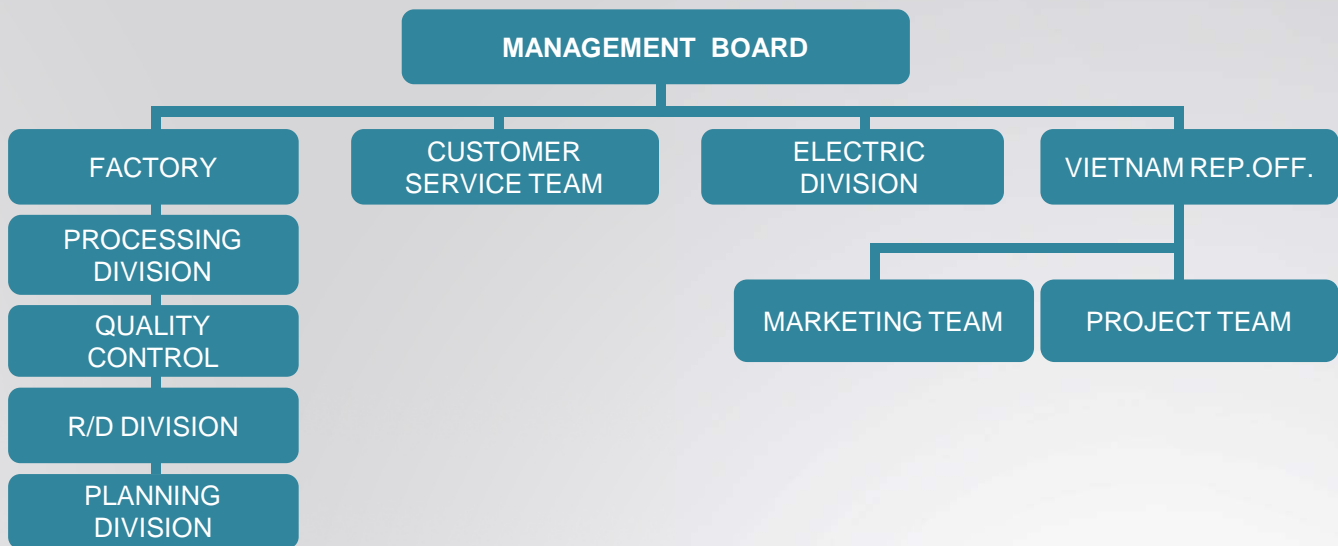 MANAGEMENT BOARD
FACTORY
CUSTOMER
SERVICE TEAM
ELECTRIC
DIVISION
VIETNAM REP.OFF.
PROCESSING
DIVISION
QUALITY
CONTROL
MARKETING TEAM
PROJECT TEAM
R/D DIVISION
PLANNING
DIVISION